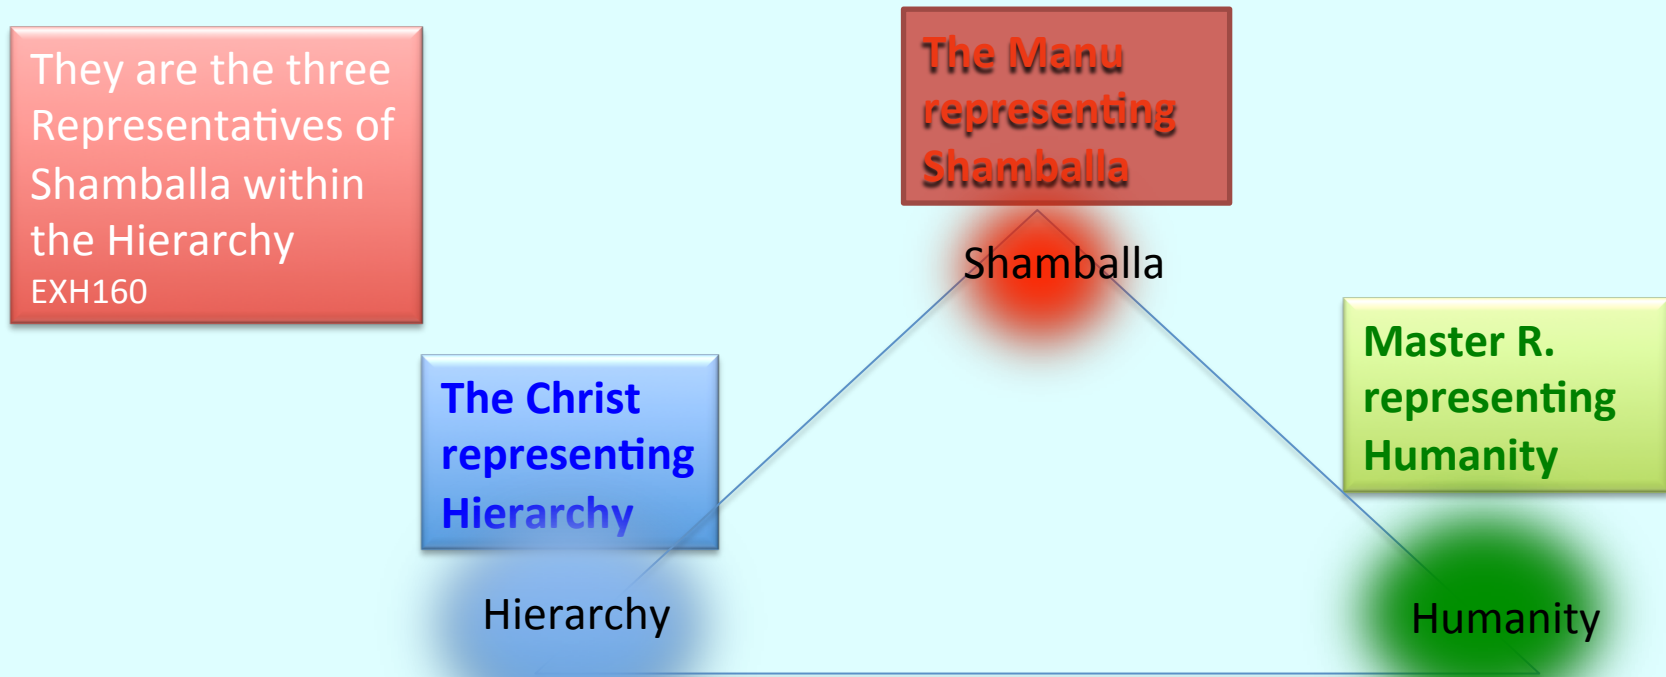 They are the three
Representatives of
Shamballa within
the Hierarchy
EXH160
The Manu
representing
Shamballa
Shamballa
The Christ
representing
Hierarchy
Master R.
representing
Humanity
Hierarchy
Humanity